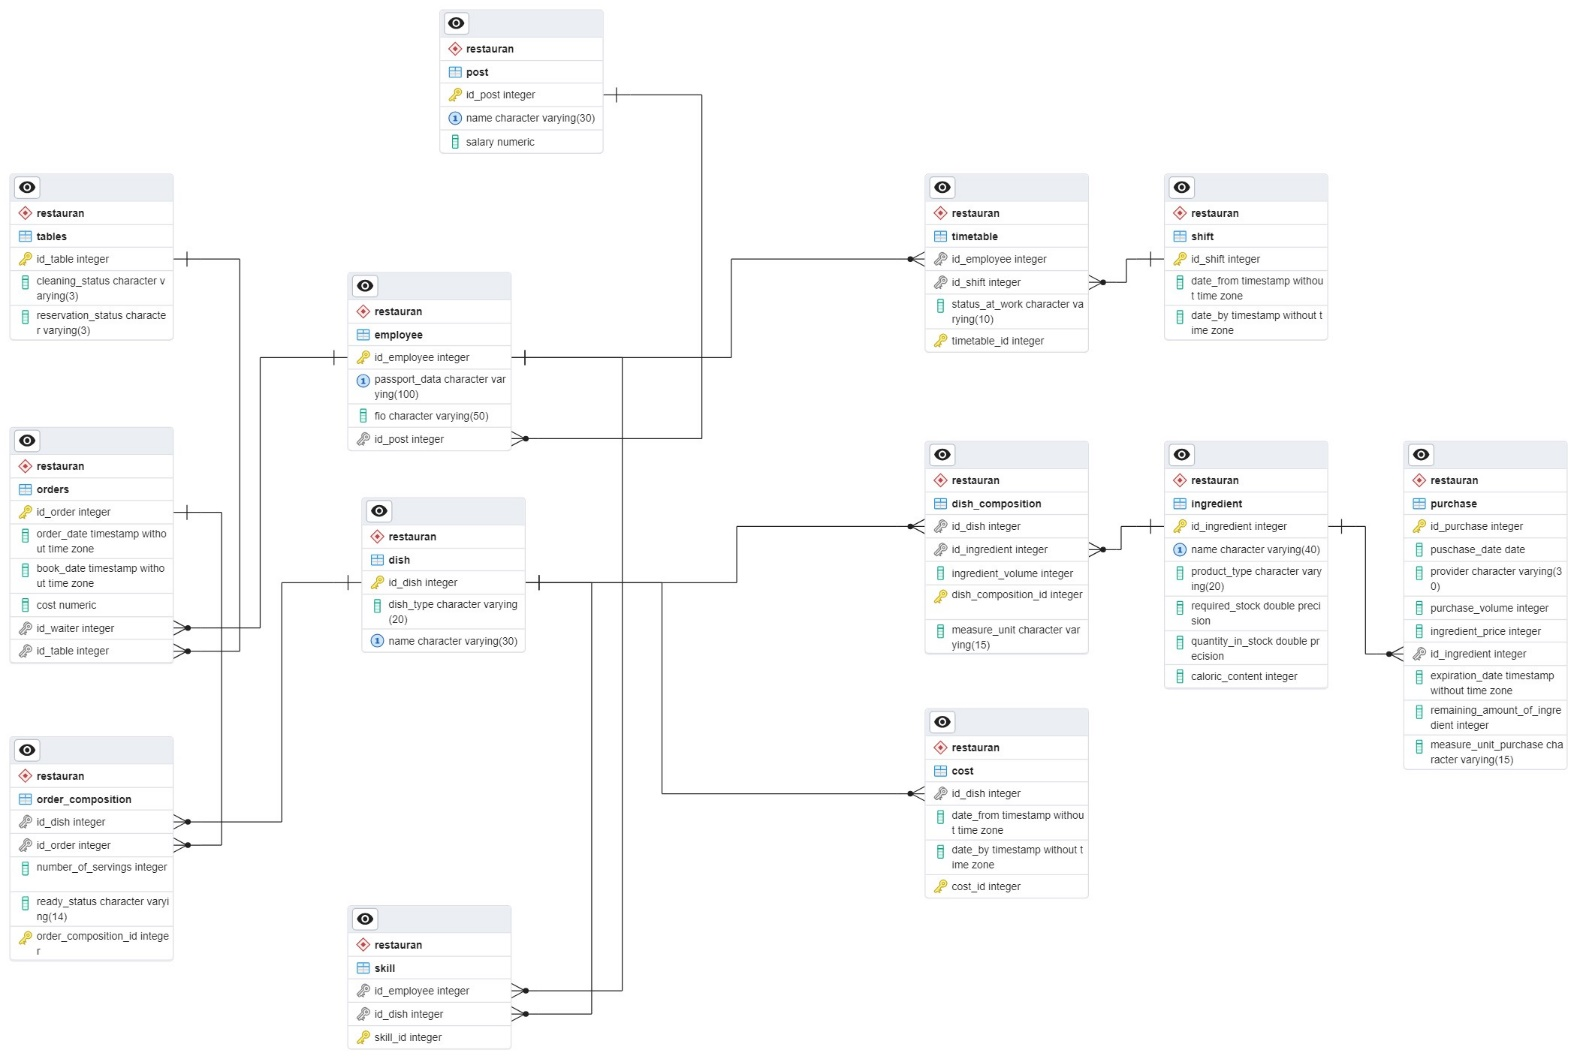 restauran
post
id_post integer
name character varying(30)
salary numeric
restauran
tables
id_table integer
cleaning_status character v
arying(3)
reservation_status characte
r varying(3)
restauran
employee
id_employee integer
passport_data character var
ying(100)
fio character varying(50)
id_post integer
restauran
timetable
id_employee integer
id_shift integer
status_at_work character va
rying(10)
timetable_id integer
restauran
shift
id_shift integer
date_from timestamp withou
t time zone
date_by timestamp without t
ime zone
restauran
orders
id_order integer
order_date timestamp witho
ut time zone
book_date timestamp witho
ut time zone
cost numeric
id_waiter integer
id_table integer
restauran
dish
id_dish integer
dish_type character varying
(20)
name character varying(30)
restauran
dish_composition
id_dish integer
id_ingredient integer
ingredient_volume integer
dish_composition_id integer
measure_unit character var
ying(15)
restauran
ingredient
id_ingredient integer
name character varying(40)
product_type character vary
ing(20)
required_stock double preci
sion
quantity_in_stock double pr
ecision
caloric_content integer
restauran
purchase
id_purchase integer
puschase_date date
provider character varying(3
0)
purchase_volume integer
ingredient_price integer
id_ingredient integer
expiration_date timestamp
without time zone
remaining_amount_of_ingre
dient integer
measure_unit_purchase cha
racter varying(15)
restauran
order_composition
id_dish integer
id_order integer
number_of_servings integer
ready_status character varyi
ng(14)
order_composition_id intege
r
restauran
cost
id_dish integer
date_from timestamp withou
t time zone
date_by timestamp without t
ime zone
cost_id integer
restauran
skill
id_employee integer
id_dish integer
skill_id integer